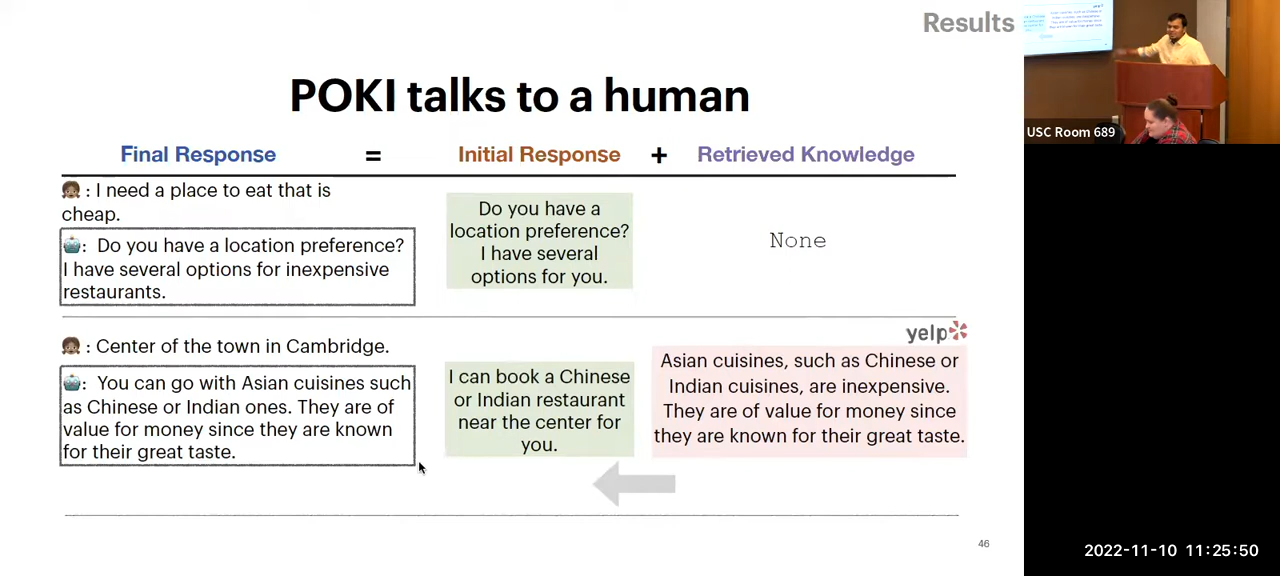 Results
POKI talks to a human
Final Response = Initial Response + Retrieved Knowledge
: I need a place to eat that is
cheap.
: Do you have a location preference?
I have several options for inexpensive
restaurants.
Do you have a
location preference?
I have several
options for you.
None
: Center of the town in Cambridge.
: You can go with Asian cuisines such
as Chinese or Indian ones. They are of
value for money since they are known
for their great taste.
I can book a Chinese
or Indian restaurant
near the center for
you.
yelp
Asian cuisines, such as Chinese or
Indian cuisines, are inexpensive.
They are of value for money since
they are known for their great taste.
46
USC Room 689
2022-11-10 11:25:50